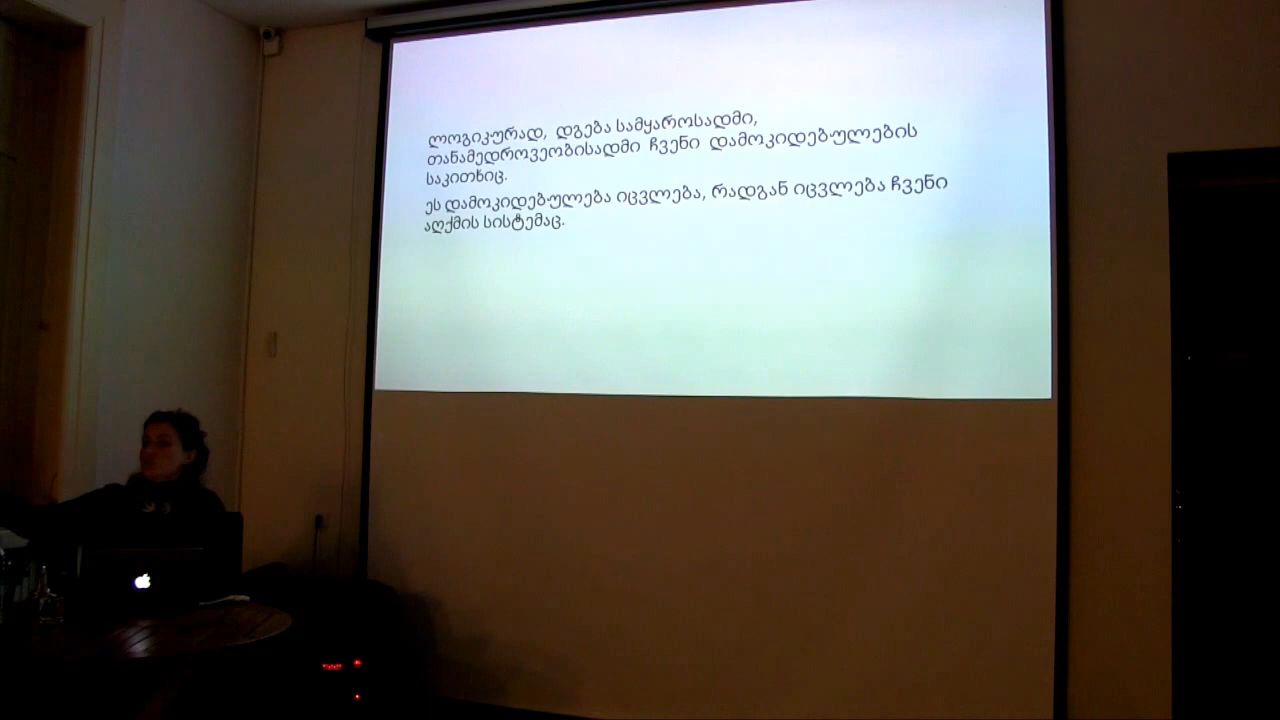 ლოგიკურად, დგება სამყაროსადმი,
თანამედროვეობისადმი ჩვენი დამოკიდებულების
საკითხიც.
ეს დამოკიდებულება იცვლება, რადგან იცვლება ჩვენი
აღქმის სისტემაც.